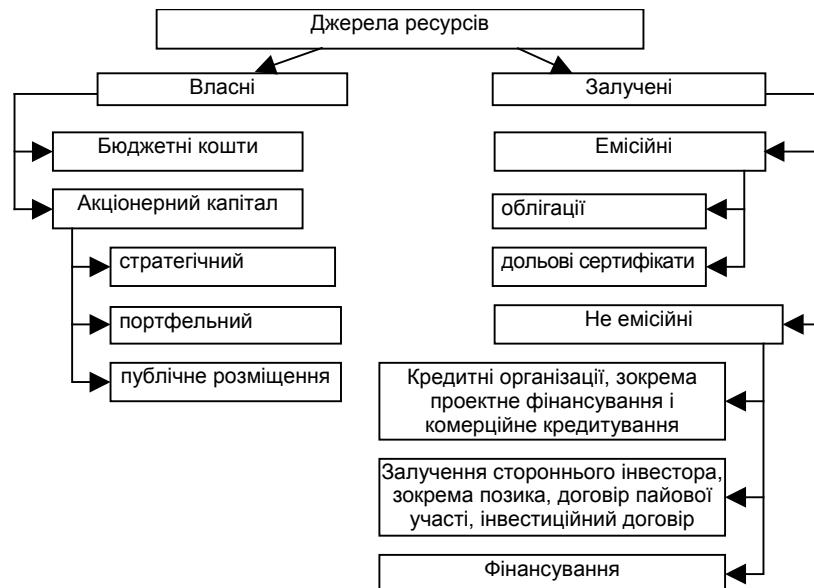 Джерела ресурсів
Власні
Бюджетні кошти
Акціонерний капітал
стратегічний
портфельний
публічне розміщення
Залучені
Емісійні
облігації
дольові сертифікати
Не емісійні
Кредитні організації, зокрема
проектне фінансування і
комерційне кредитування
Залучення стороннього інвестора,
зокрема позика, договір пайової
участі, інвестиційний договір
Фінансування